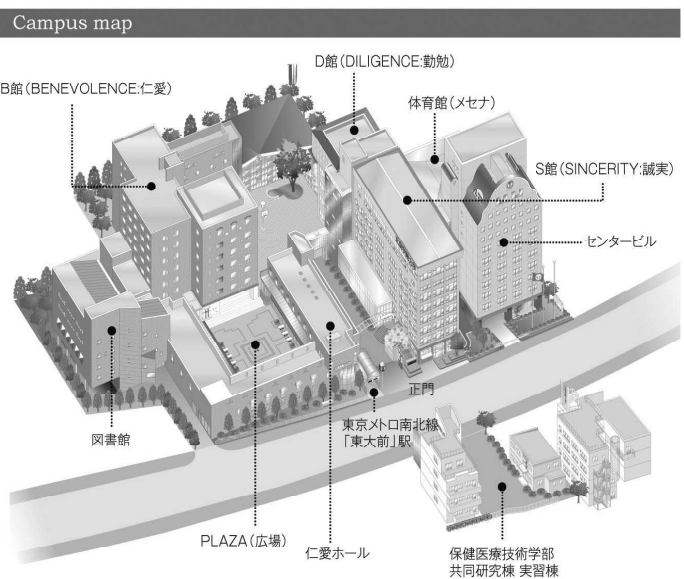 Campus map
D館(DILIGENCE:勤勉)
B館(BENEVOLENCE:仁愛)
体育館(メセナ)
S館(SINCERITY:誠実)
センタービル
正門
東京メトロ南北線
「東大前」駅
図書館
PLAZA(広場)
仁愛ホール
保健医療技術学部
共同研究棟 実習棟